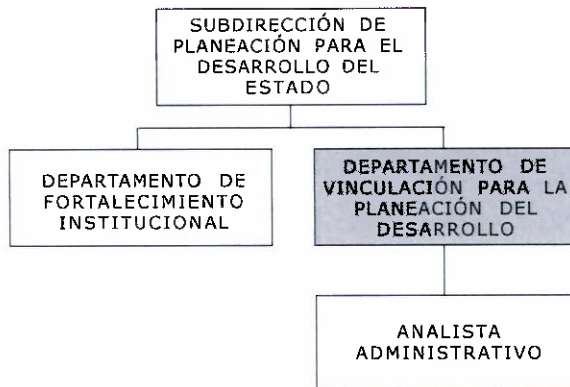 SUBDIRECCIÓN DE
PLANEACIÓN PARA EL
DESARROLLO DEL
ESTADO
DEPARTAMENTO DE
FORTALECIMIENTO
INSTITUCIONAL
DEPARTAMENTO DE
VINCULACIÓN PARA LA
PLANEACIÓN DEL
DESARROLLO
ANALISTA
ADMINISTRATIVO